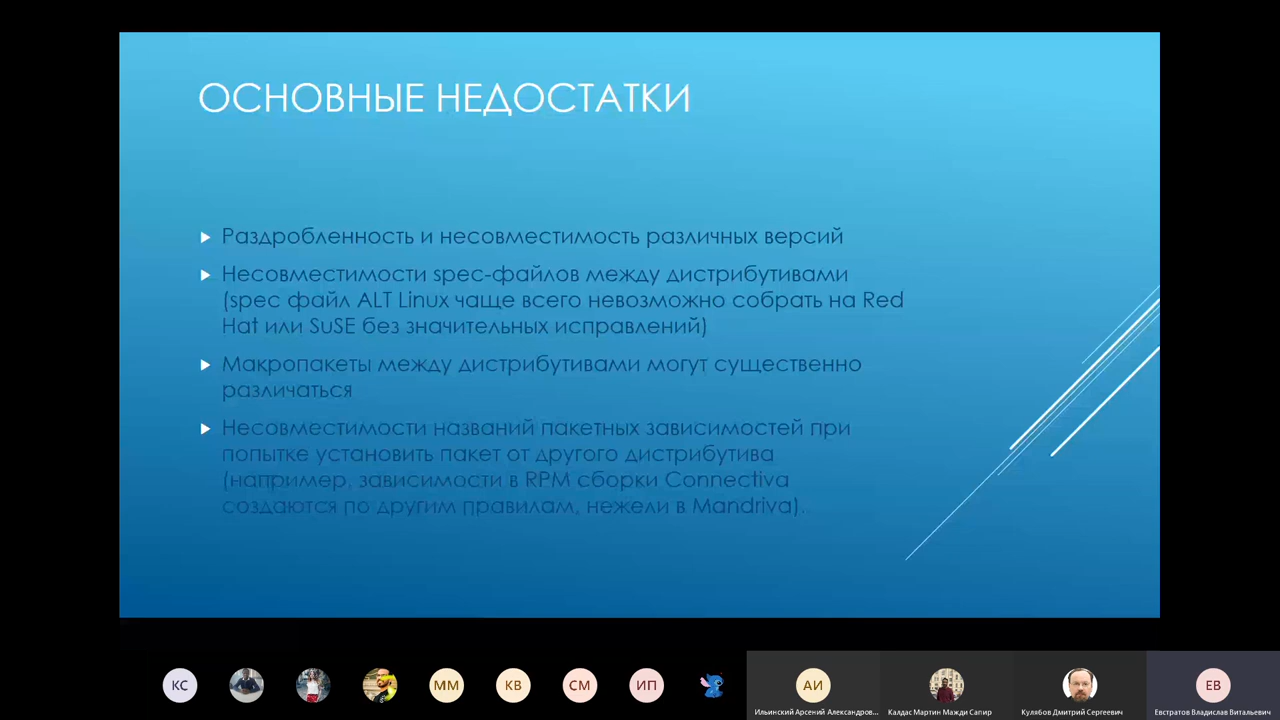 ОСНОВНЫЕ НЕДОСТАТКИ
Раздробленность и несовместимость различных версий
Несовместимости spec-файлов между дистрибутивами
(spec файл ALT Linux чаще всего невозможно собрать на Red
Hat или SuSE без значительных исправлений)
Макропакеты между дистрибутивами могут существенно
различаться
Несовместимости названий пакетных зависимостей при
попытке установить пакет от другого дистрибутива
(например, зависимости в RPM сборки Connectiva
создаются по другим правилам, нежели в Mandriva).
КС ММ КВ СМ ИП АИ ЕВ
Ильинский Арсений Александров... Калдас Мартин Мажди Сапир Кулябов Дмитрий Сергеевич Евстратов Владислав Витальевич